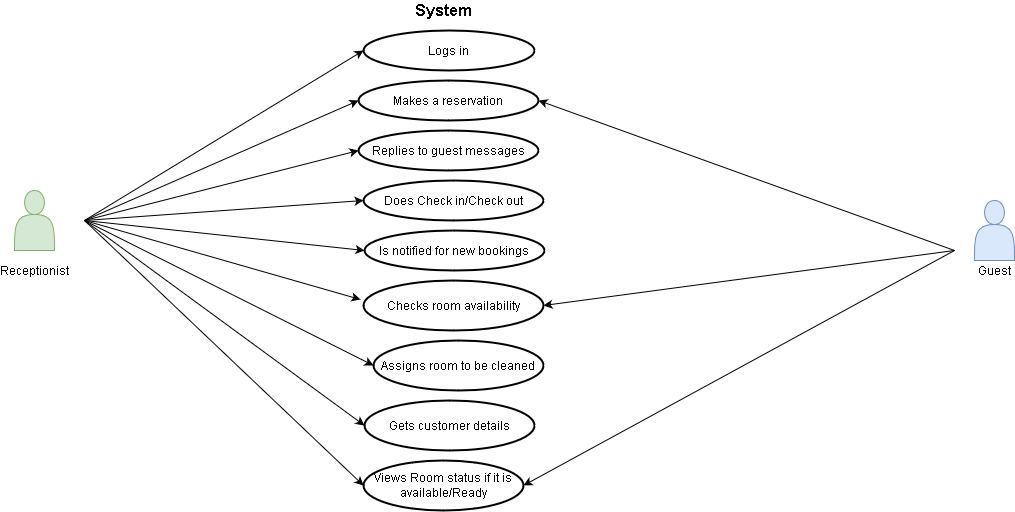 System
Logs in
Makes a reservation
Replies to guest messages
Does Check in/Check out
Is notified for new bookings
Receptionist
Guest
Checks room availability
Assigns room to be cleaned
Gets customer details
Views Room status if it is
available/Ready